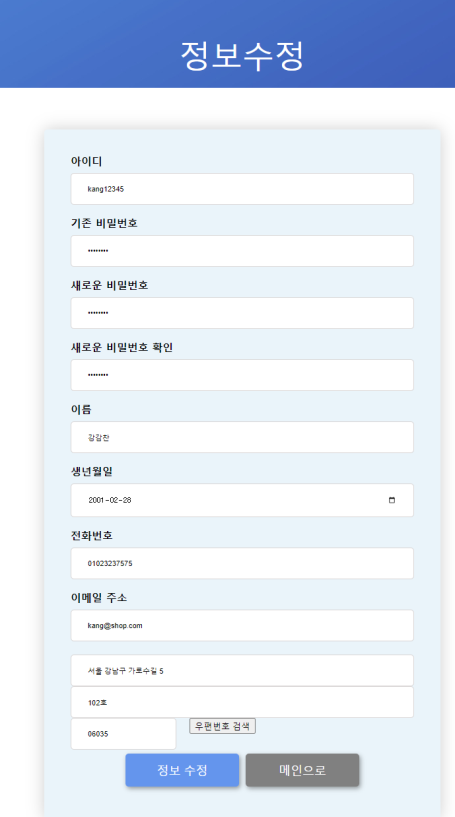 정보수정
아이디
kang12345
기존 비밀번호
••••••••
새로운 비밀번호
••••••••
새로운 비밀번호 확인
••••••••
이름
강감찬
생년월일
2001-02-28
전화번호
01023237575
이메일 주소
kang@shop.com
서울 강남구 가로수길 5
102호
06035 우편번호 검색
정보 수정 메인으로